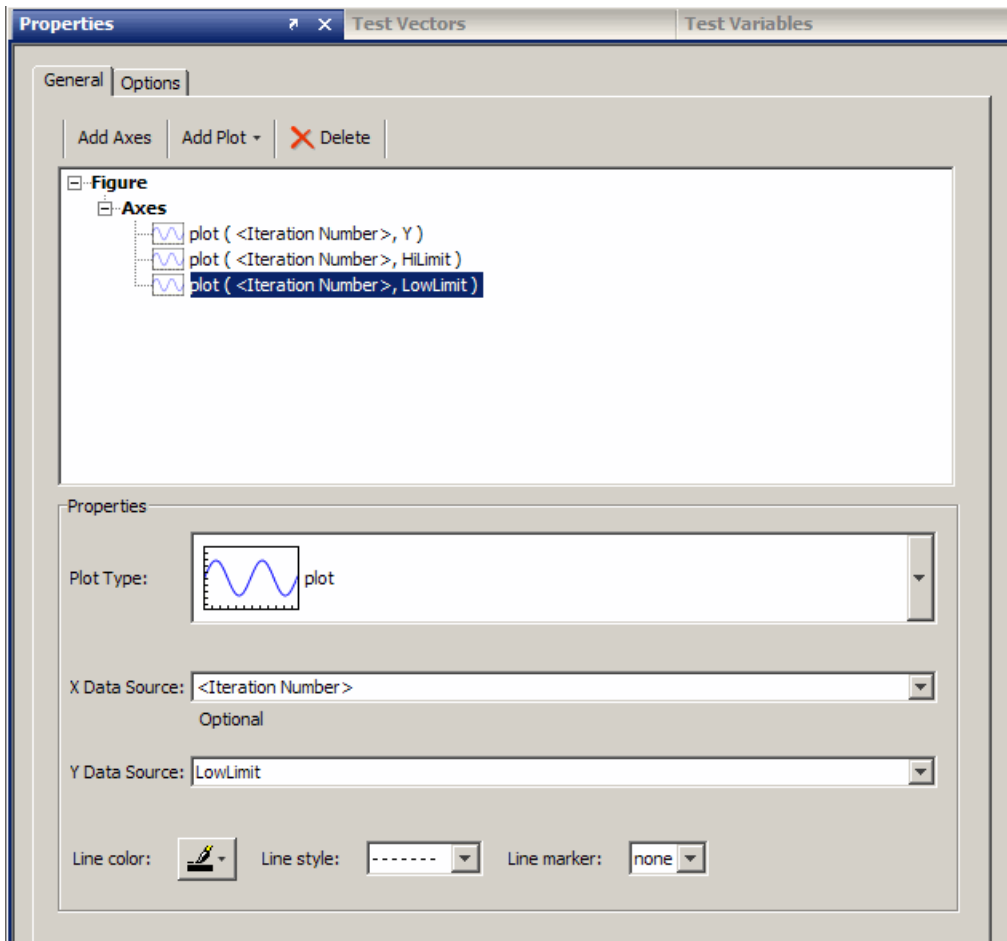 Properties Test Vectors Test Variables
General Options
Add Axes Add Plot Delete
Figure
Axes
plot ( <Iteration Number>, Y )
plot ( <Iteration Number>, HiLimit )
plot ( <Iteration Number>, LowLimit )
Properties
Plot Type: plot
X Data Source: <Iteration Number>
Optional
Y Data Source: LowLimit
Line color: Line style: Line marker: none